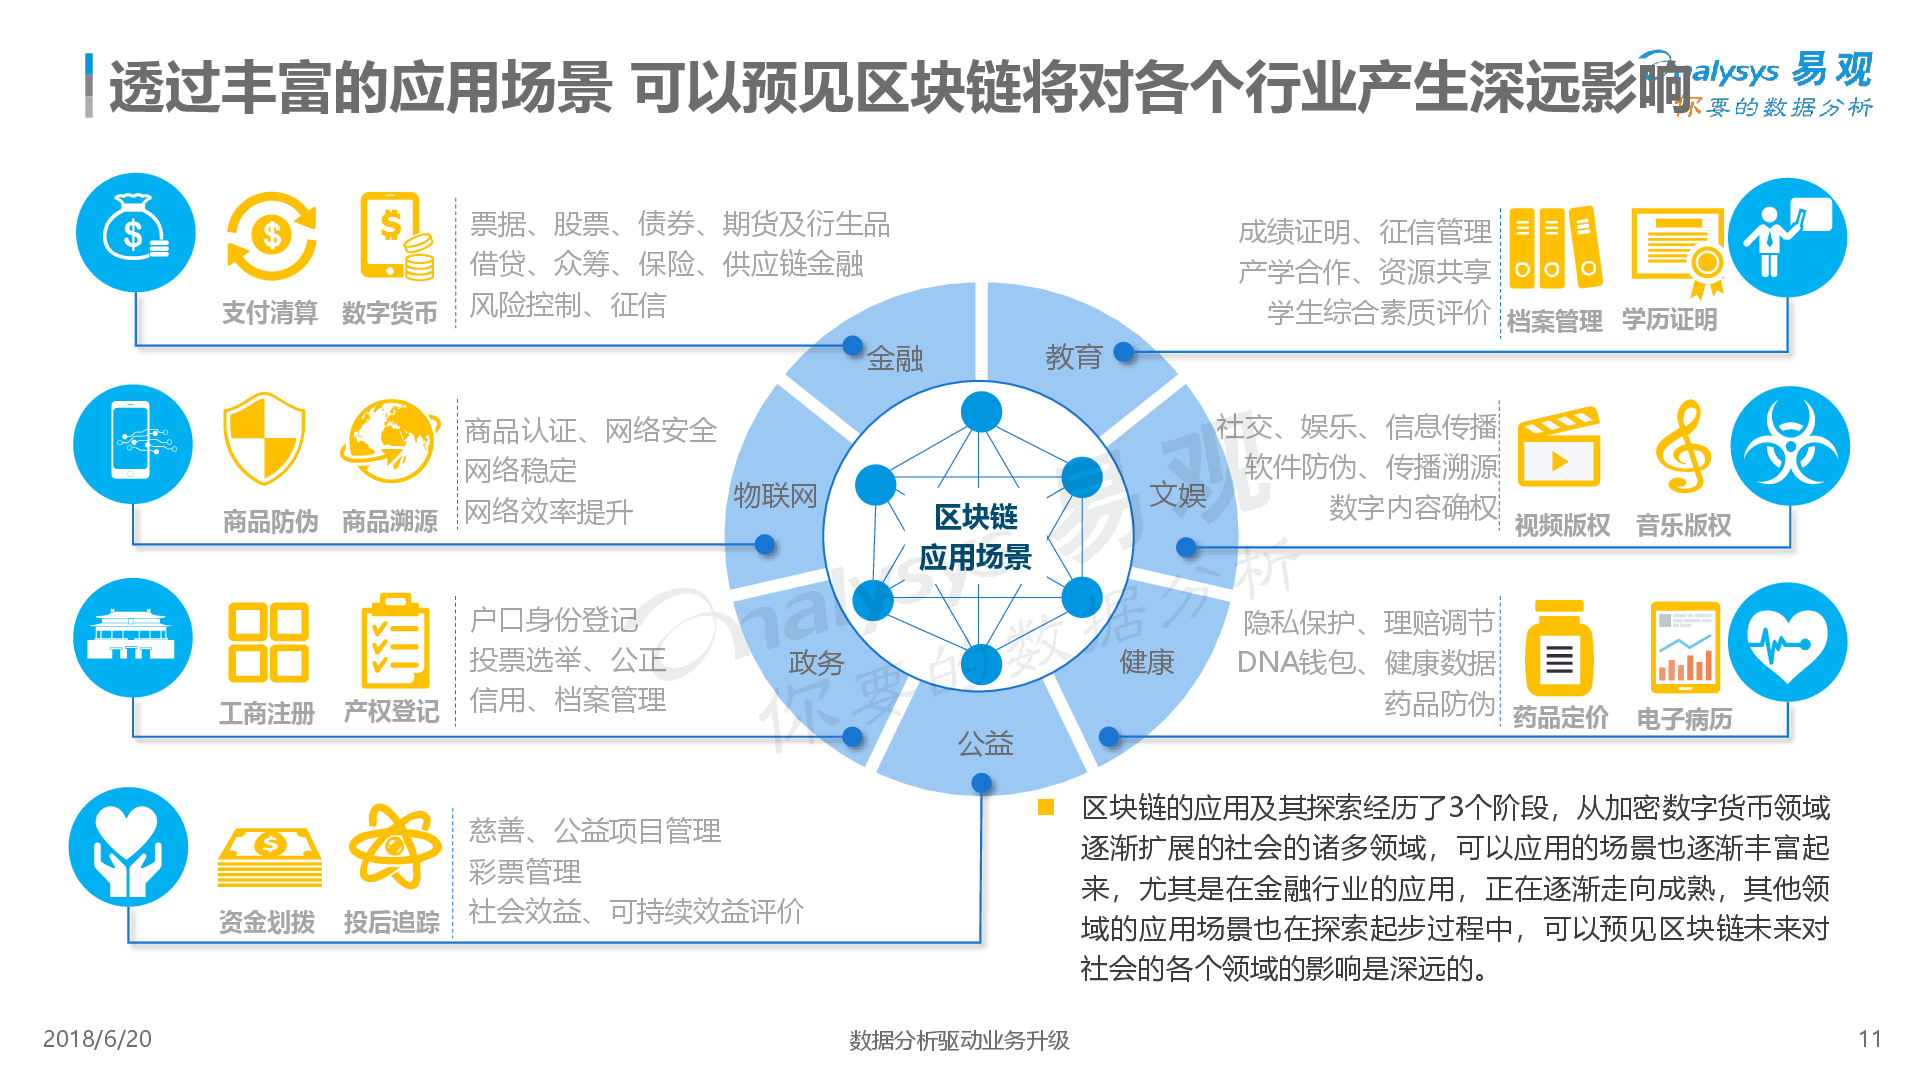 透过丰富的应用场景 可以预见区块链将对各个行业产生深远影响
nalysys 易观
你要的数据分析
支付清算
数字货币
票据、股票、债券、期货及衍生品
借贷、众筹、保险、供应链金融
风险控制、征信
金融
成绩证明、征信管理
产学合作、资源共享
学生综合素质评价
档案管理
学历证明
教育
商品防伪
商品溯源
商品认证、网络安全
网络稳定
网络效率提升
物联网
社交、娱乐、信息传播
软件防伪、传播溯源
数字内容确权
视频版权
音乐版权
文娱
区块链
应用场景
工商注册
产权登记
户口身份登记
投票选举、公正
信用、档案管理
政务
隐私保护、理赔调节
DNA钱包、健康数据
药品防伪
药品定价
电子病历
健康
公益
资金划拨
投后追踪
慈善、公益项目管理
彩票管理
社会效益、可持续效益评价
nalysys 易观
你要的数据分析
区块链的应用及其探索经历了3个阶段，从加密数字货币领域
逐渐扩展的社会的诸多领域，可以应用的场景也逐渐丰富起
来，尤其是在金融行业的应用，正在逐渐走向成熟，其他领
域的应用场景也在探索起步过程中，可以预见区块链未来对
社会的各个领域的影响是深远的。
2018/6/20
数据分析驱动业务升级
11